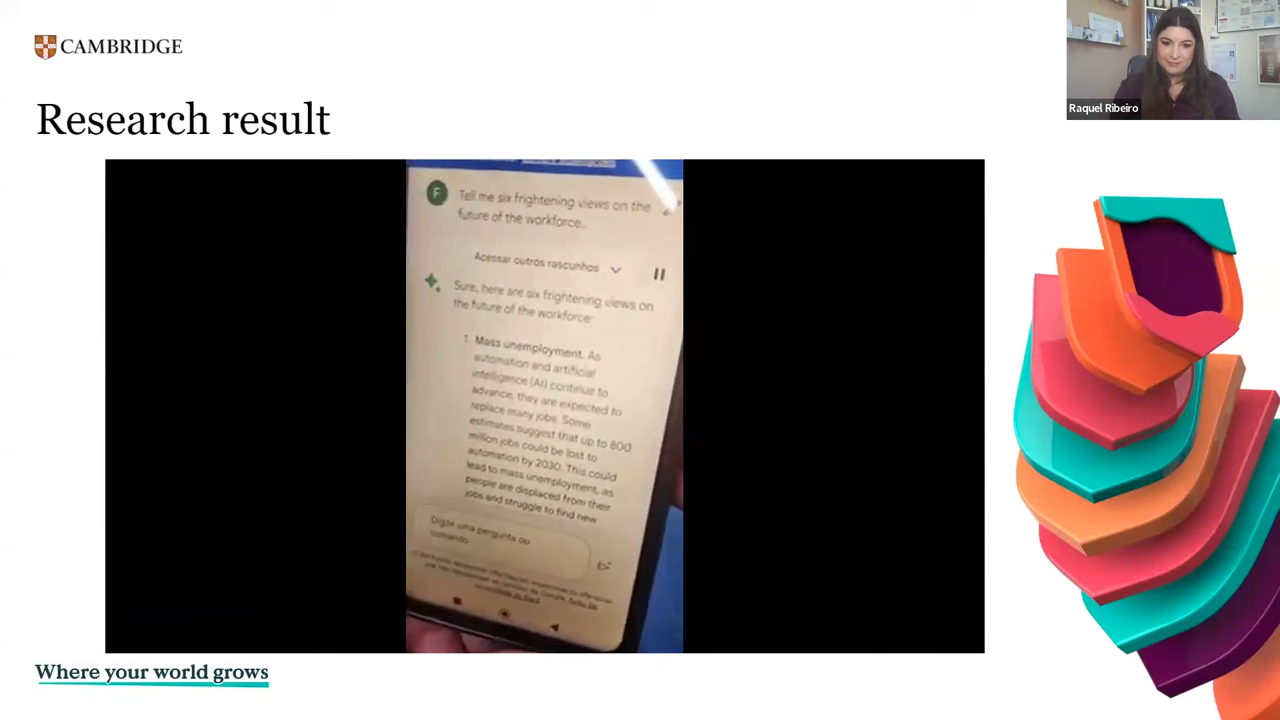 CAMBRIDGE
Raquel Ribeiro
Research result
F
Tell me six frightening views on the
future of the workforce.
Acessar outros rascunhos
Sure, here are six frightening views on
the future of the workforce:
1. Mass unemployment. As
automation and artificial
intelligence (AI) continue to
advance, they are expected to
replace many jobs. Some
estimates suggest that up to 800
million jobs could be lost to
automation by 2030. This could
lead to mass unemployment, as
people are displaced from their
jobs and struggle to find new
Digite uma pergunta ou
comando
Where your world grows